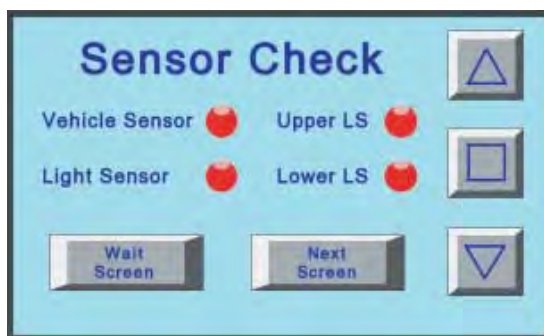 Sensor Check
Vehicle Sensor
Upper LS
Light Sensor
Lower LS
Wait
Screen
Next
Screen